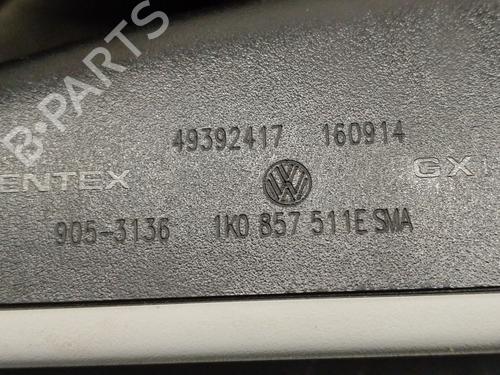 B-PARTS
49392417 160914
ENTEX GX
905-3136 1K0 857 511E SMA